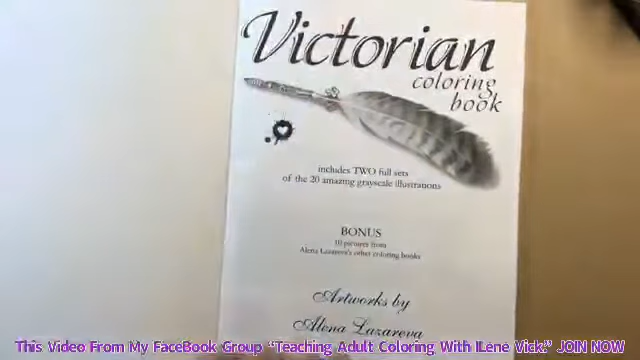 Victorian
coloring
book
includes TWO full sets
of the 20 amazing grayscale illustrations
BONUS
10 pictures from
Alena Lazareva's other coloring books
Artworks by
Alena Lazareva
This Video From My FaceBook Group "Teaching Adult Coloring With ILene Vick" JOIN NOW